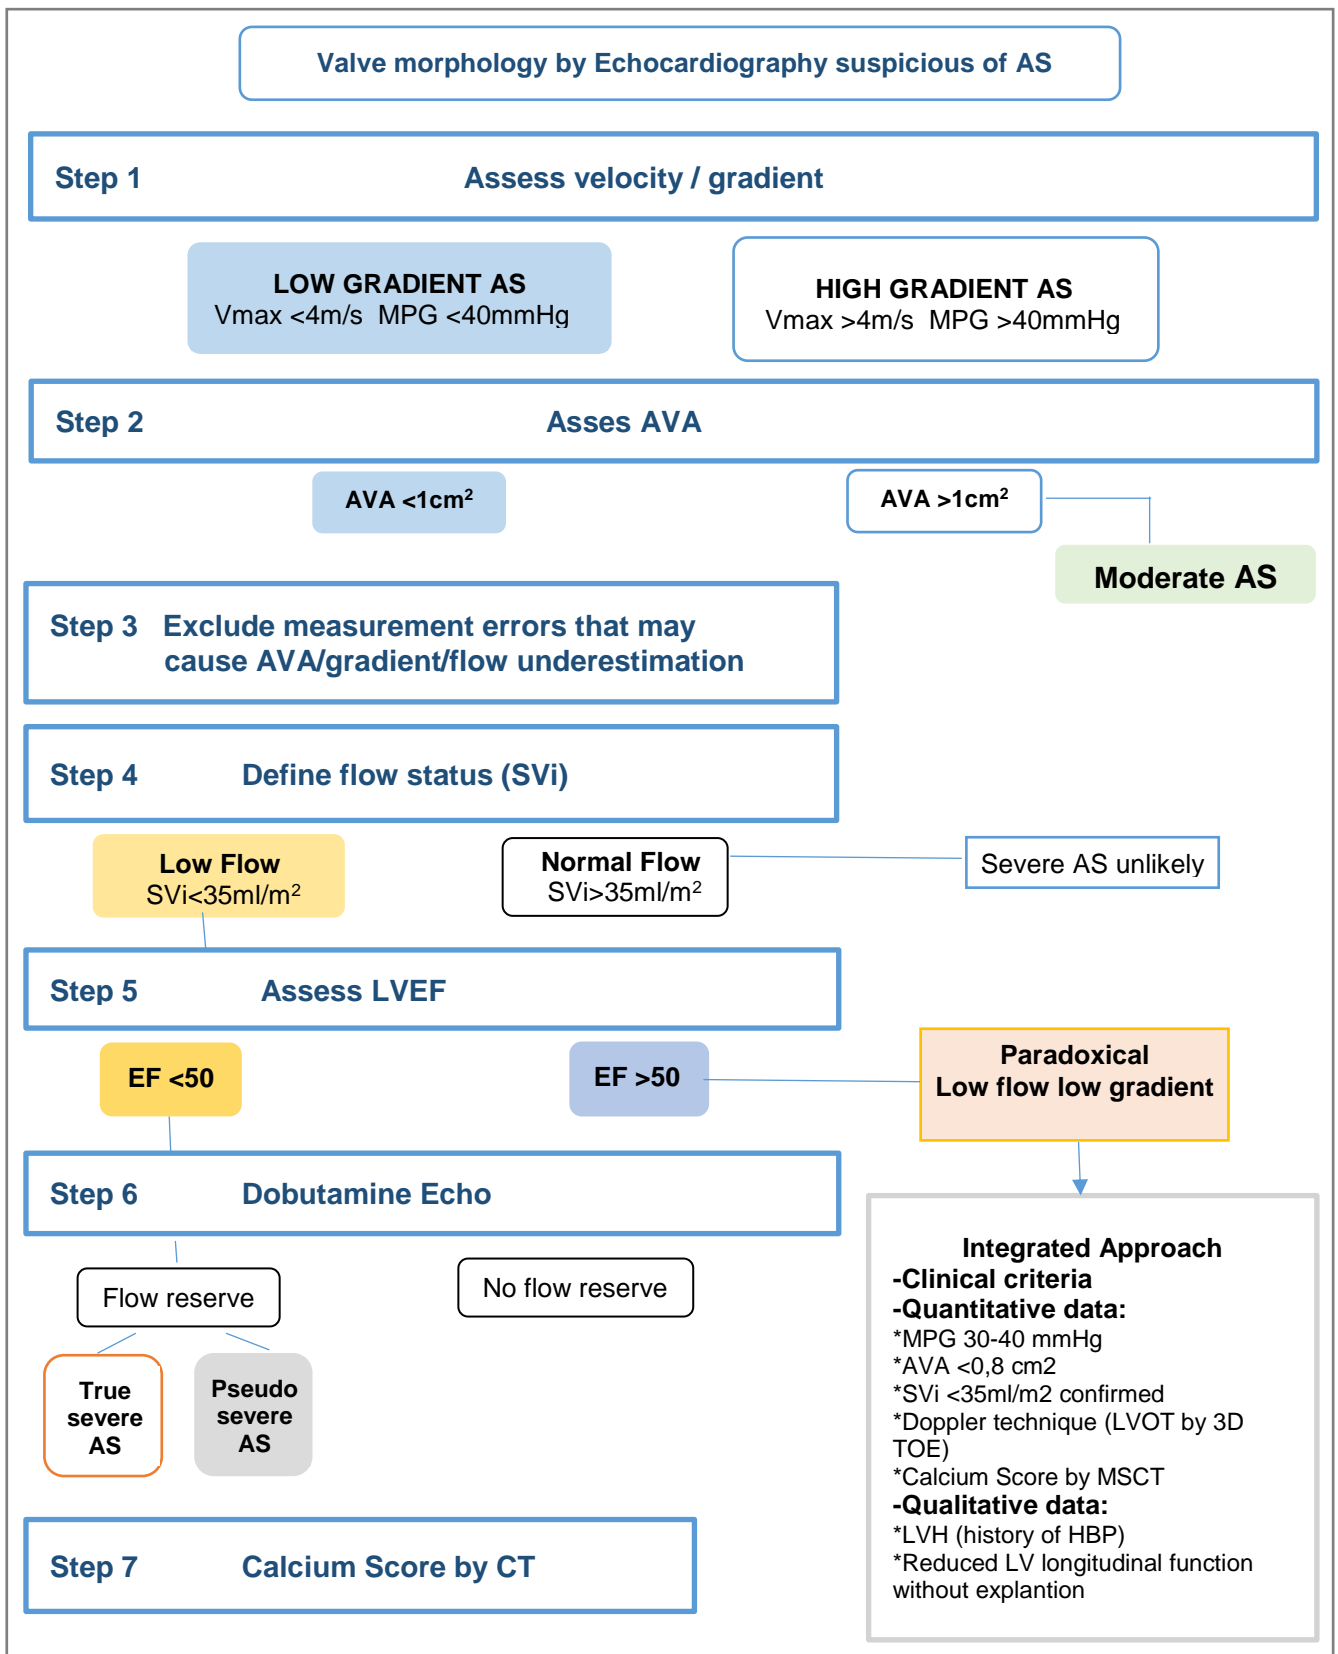 Valve morphology by Echocardiography suspicious of AS
Step 1 Assess velocity / gradient
LOW GRADIENT AS
Vmax <4m/s MPG <40mmHg
HIGH GRADIENT AS
Vmax >4m/s MPG >40mmHg
Step 2 Asses AVA
AVA <1cm²
AVA >1cm²
Moderate AS
Step 3 Exclude measurement errors that may
cause AVA/gradient/flow underestimation
Step 4 Define flow status (SVi)
Low Flow
SVi<35ml/m²
Normal Flow
SVi>35ml/m²
Severe AS unlikely
Step 5 Assess LVEF
EF <50
EF >50
Paradoxical
Low flow low gradient
Step 6 Dobutamine Echo
Flow reserve
No flow reserve
True
severe
AS
Pseudo
severe
AS
Step 7 Calcium Score by CT
Integrated Approach
-Clinical criteria
-Quantitative data:
*MPG 30-40 mmHg
*AVA <0,8 cm2
*SVi <35ml/m2 confirmed
*Doppler technique (LVOT by 3D
TOE)
*Calcium Score by MSCT
-Qualitative data:
*LVH (history of HBP)
*Reduced LV longitudinal function
without explantion